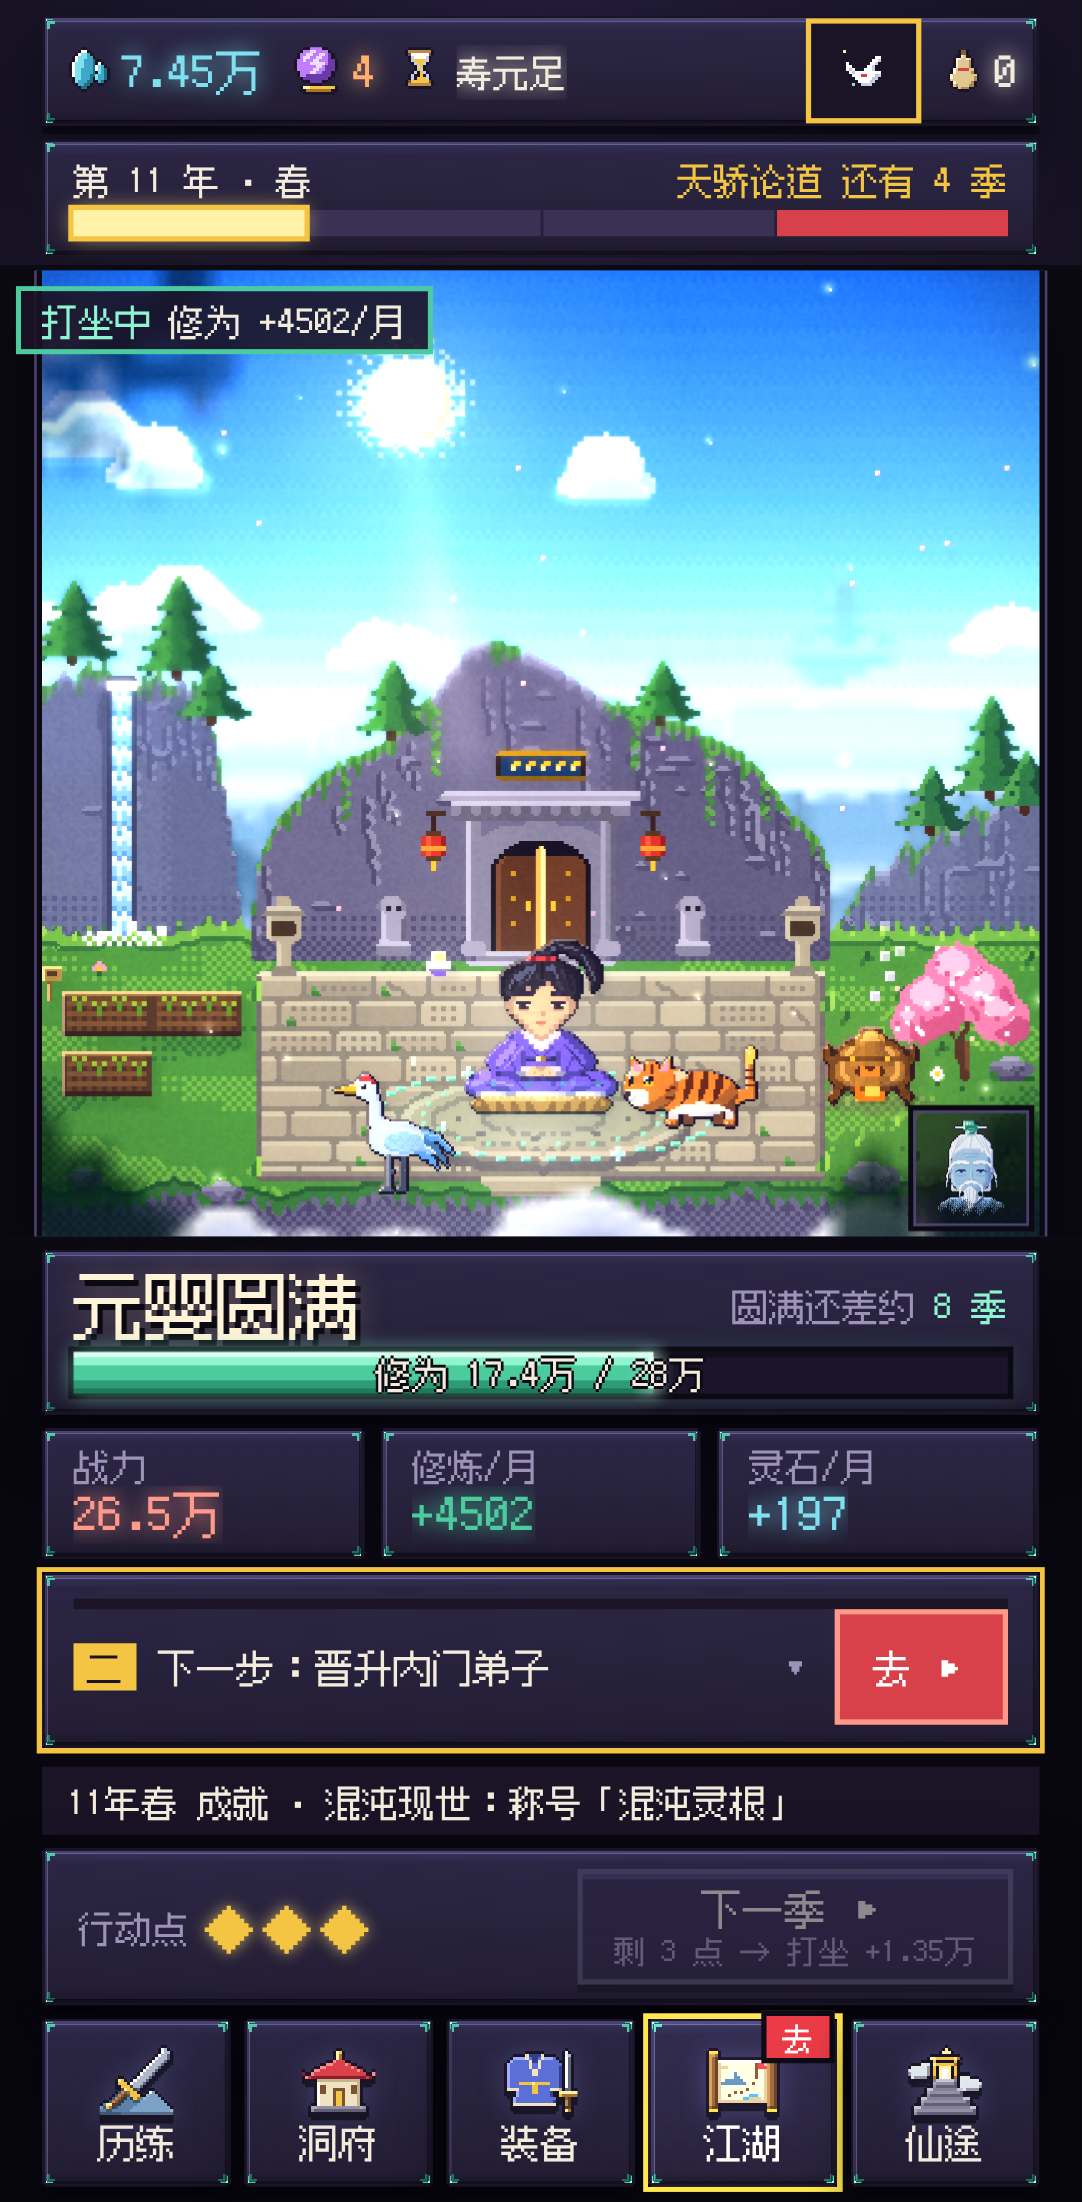 7.45万 4 寿元足 0
第 11 年 · 春 天骄论道 还有 4 季
打坐中 修为 +4502/月
元婴圆满 圆满还差约 8 季
修为 17.4万 / 28万
战力 修炼/月 灵石/月
26.5万 +4502 +197
二 下一步：晋升内门弟子 ▼ 去 ▶
11年春 成就 · 混沌现世：称号「混沌灵根」
行动点 下一季 ▶
剩 3 点 → 打坐 +1.35万
去
历练 洞府 装备 江湖 仙途